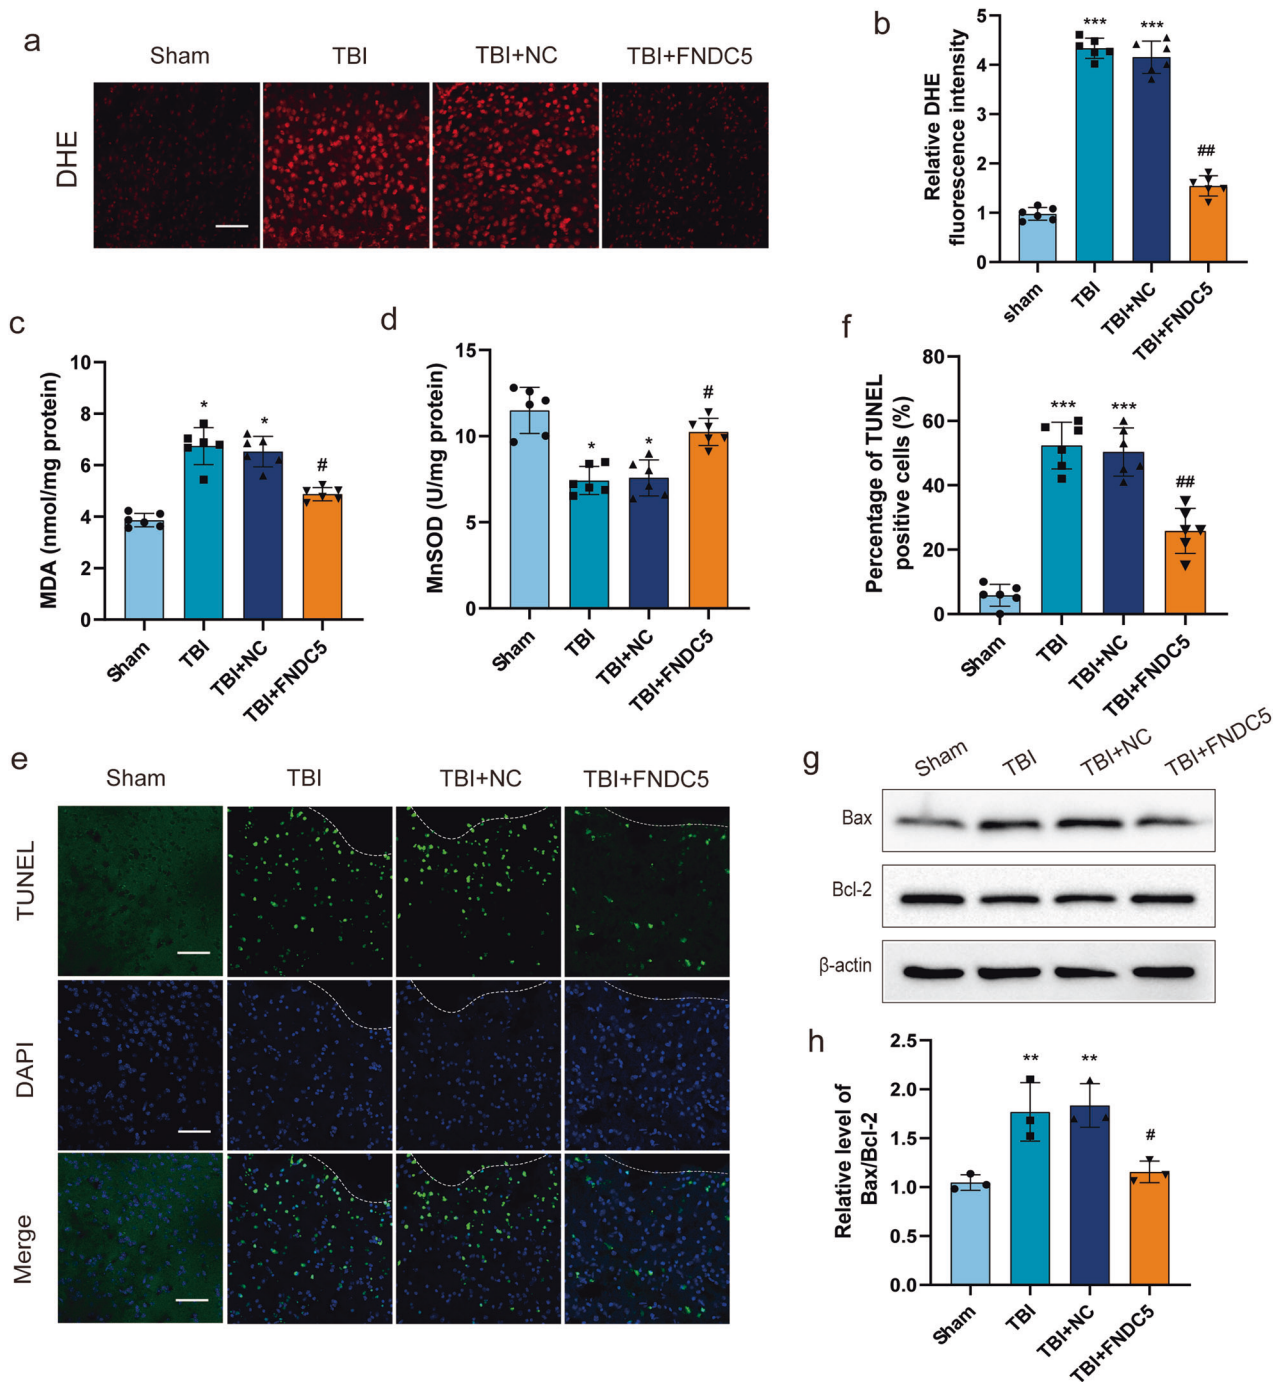 a
Sham
TBI
TBI+NC
TBI+FNDC5
DHE
b
Relative DHE
fluorescence intensity
5
4
3
2
1
0
***
***
##
sham
TBI
TBI+NC
TBI+FNDC5
c
MDA (nmol/mg protein)
10
8
6
4
2
0
*
*
#
Sham
TBI
TBI+NC
TBI+FNDC5
d
MnSOD (U/mg protein)
15
10
5
0
*
*
#
Sham
TBI
TBI+NC
TBI+FNDC5
f
Percentage of TUNEL
positive cells (%)
80
60
40
20
0
***
***
##
Sham
TBI
TBI+NC
TBI+FNDC5
e
Sham
TBI
TBI+NC
TBI+FNDC5
TUNEL
DAPI
Merge
g
Sham
TBI
TBI+NC
TBI+FNDC5
Bax
Bcl-2
β-actin
h
Relative level of
Bax/Bcl-2
2.5
2.0
1.5
1.0
0.5
0.0
**
**
#
Sham
TBI
TBI+NC
TBI+FNDC5